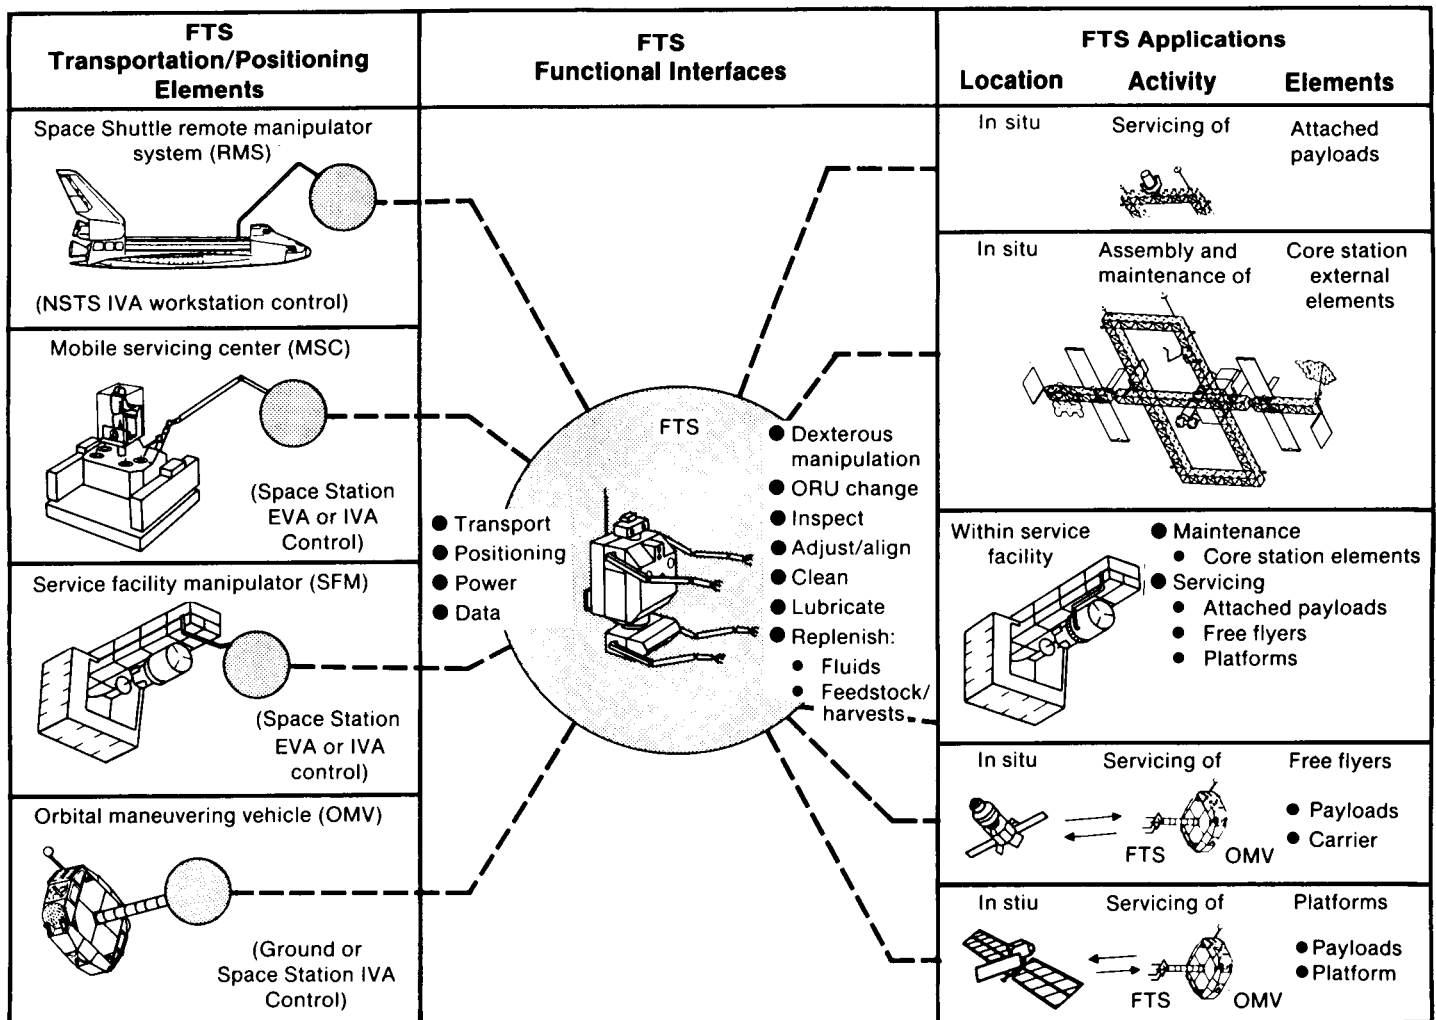 FTS
Transportation/Positioning
Elements
Space Shuttle remote manipulator
system (RMS)
(NSTS IVA workstation control)
Mobile servicing center (MSC)
(Space Station
EVA or IVA
Control)
Service facility manipulator (SFM)
(Space Station
EVA or IVA
control)
Orbital maneuvering vehicle (OMV)
(Ground or
Space Station IVA
Control)
FTS
Functional Interfaces
FTS
● Transport
● Positioning
● Power
● Data
● Dexterous
manipulation
● ORU change
● Inspect
● Adjust/align
● Clean
● Lubricate
● Replenish:
● Fluids
● Feedstock/
harvests
FTS Applications
Location Activity Elements
In situ Servicing of Attached
payloads
In situ Assembly and Core station
maintenance of external
elements
Within service
facility
● Maintenance
● Core station elements
● Servicing
● Attached payloads
● Free flyers
● Platforms
In situ Servicing of Free flyers
● Payloads
● Carrier
FTS OMV
In stiu Servicing of Platforms
● Payloads
● Platform
FTS OMV